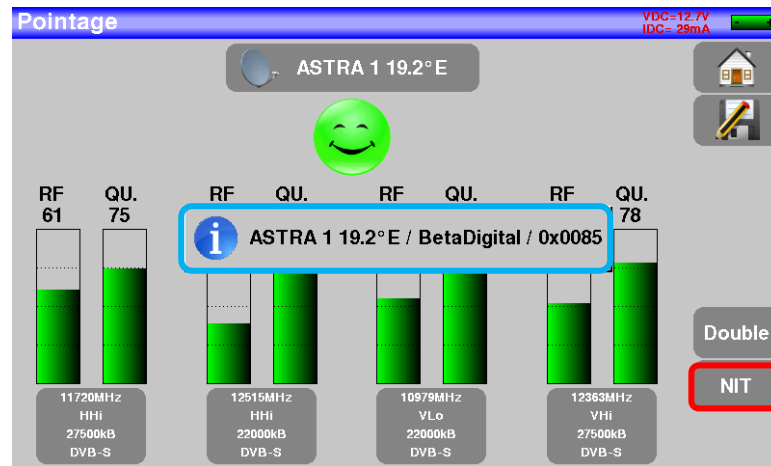 Pointage
VDC=12.7V
IDC= 29mA
ASTRA 1 19.2°E
RF QU. RF QU. RF QU. RF QU.
61 75 78
ASTRA 1 19.2°E / BetaDigital / 0x0085
Double
NIT
11720MHz
HHi
27500kB
DVB-S
12515MHz
HHi
22000kB
DVB-S
10979MHz
VLo
22000kB
DVB-S
12363MHz
VHi
27500kB
DVB-S